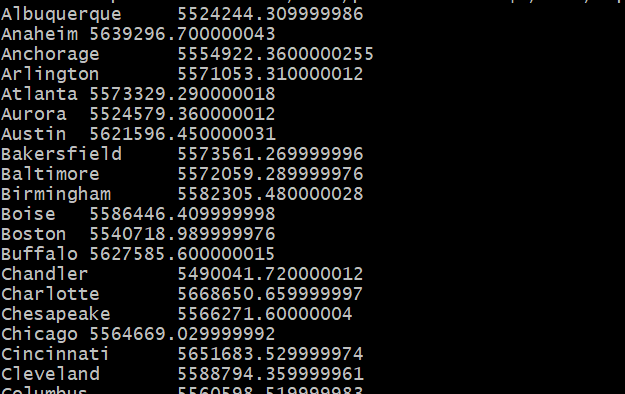 Albuquerque	5524244.309999986
Anaheim	5639296.700000043
Anchorage	5554922.3600000255
Arlington	5571053.310000012
Atlanta	5573329.290000018
Aurora	5524579.360000012
Austin	5621596.450000031
Bakersfield	5573561.269999996
Baltimore	5572059.289999976
Birmingham	5582305.480000028
Boise	5586446.409999998
Boston	5540718.989999976
Buffalo	5627585.600000015
Chandler	5490041.720000012
Charlotte	5668650.659999997
Chesapeake	5566271.60000004
Chicago	5564669.029999992
Cincinnati	5651683.529999974
Cleveland	5588794.359999961
Columbus	5560598.519999983